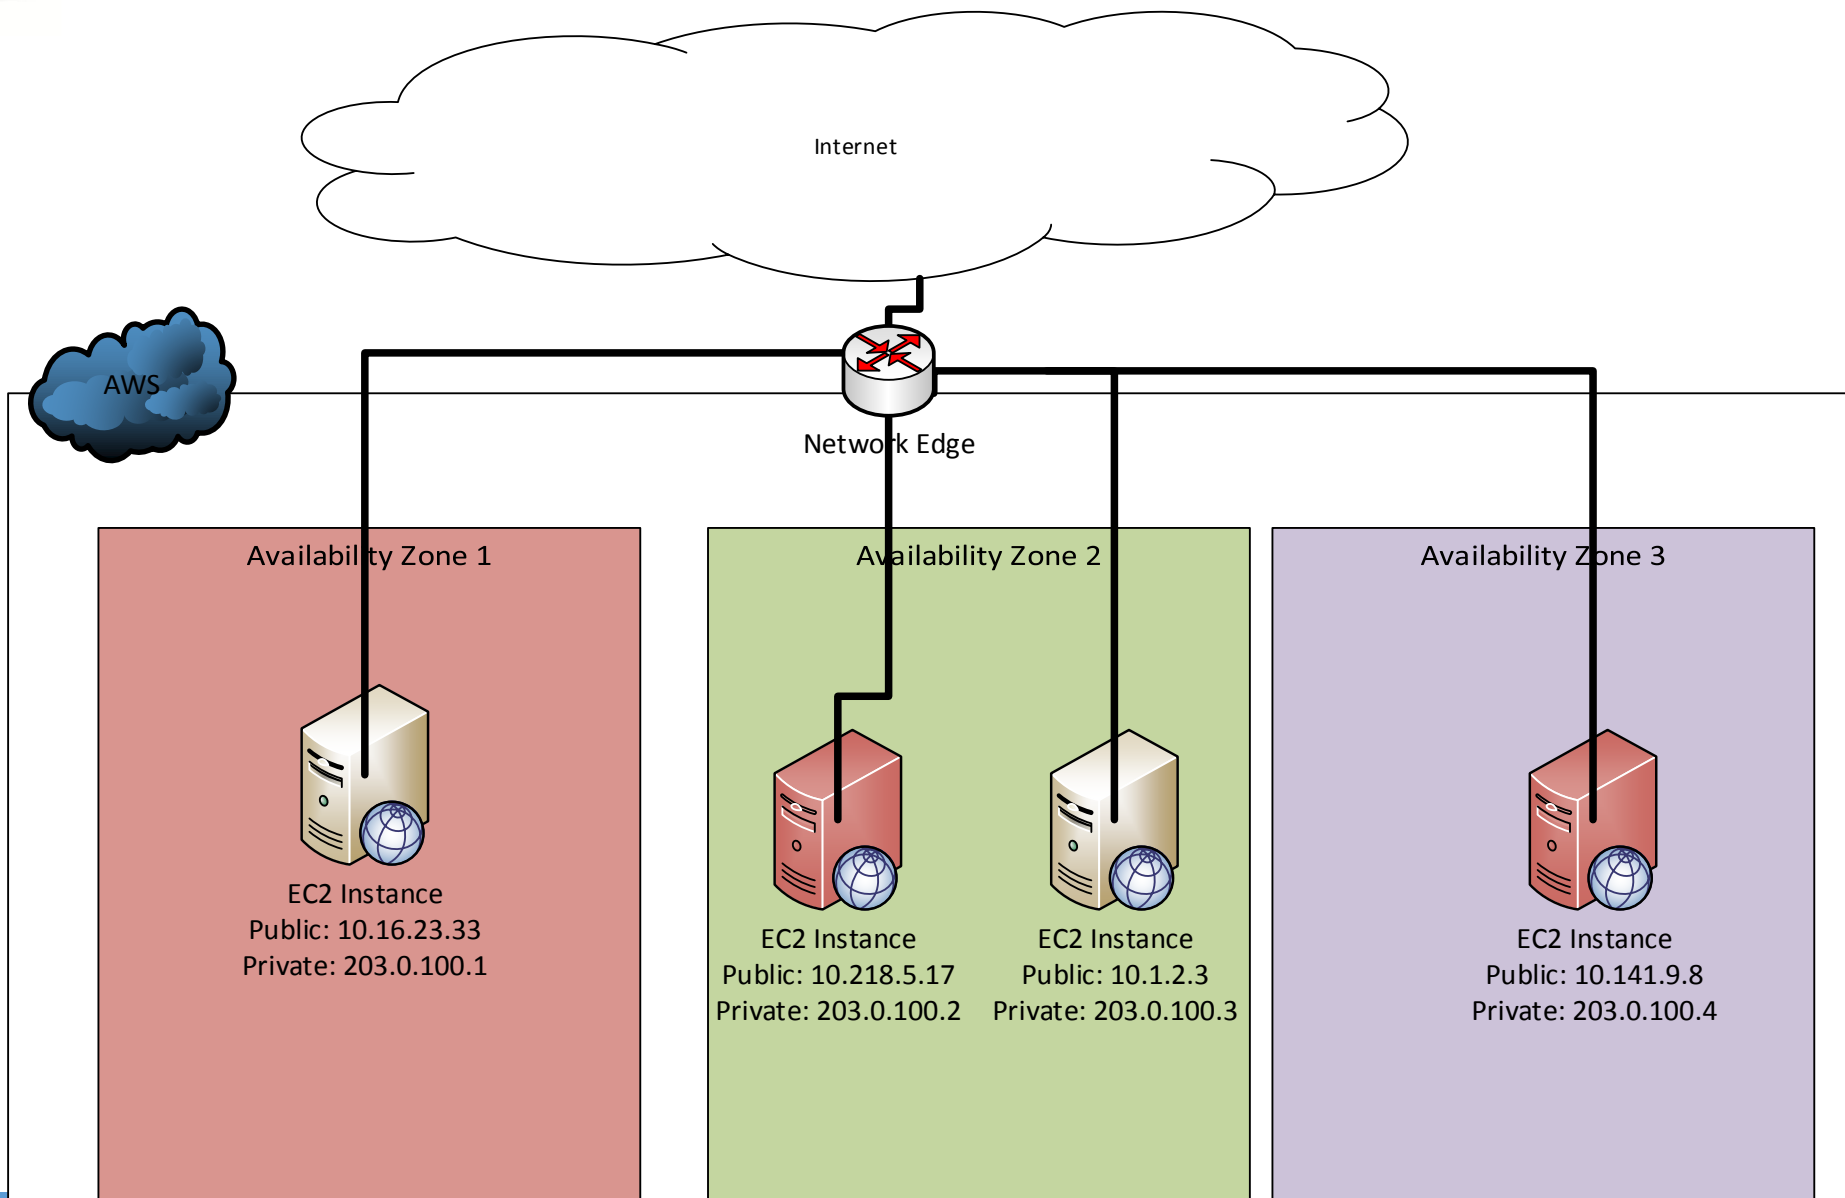 Internet
AWS
Network Edge
Availability Zone 1
Availability Zone 2
Availability Zone 3
EC2 Instance
Public: 10.16.23.33
Private: 203.0.100.1
EC2 Instance
Public: 10.218.5.17
Private: 203.0.100.2
EC2 Instance
Public: 10.1.2.3
Private: 203.0.100.3
EC2 Instance
Public: 10.141.9.8
Private: 203.0.100.4